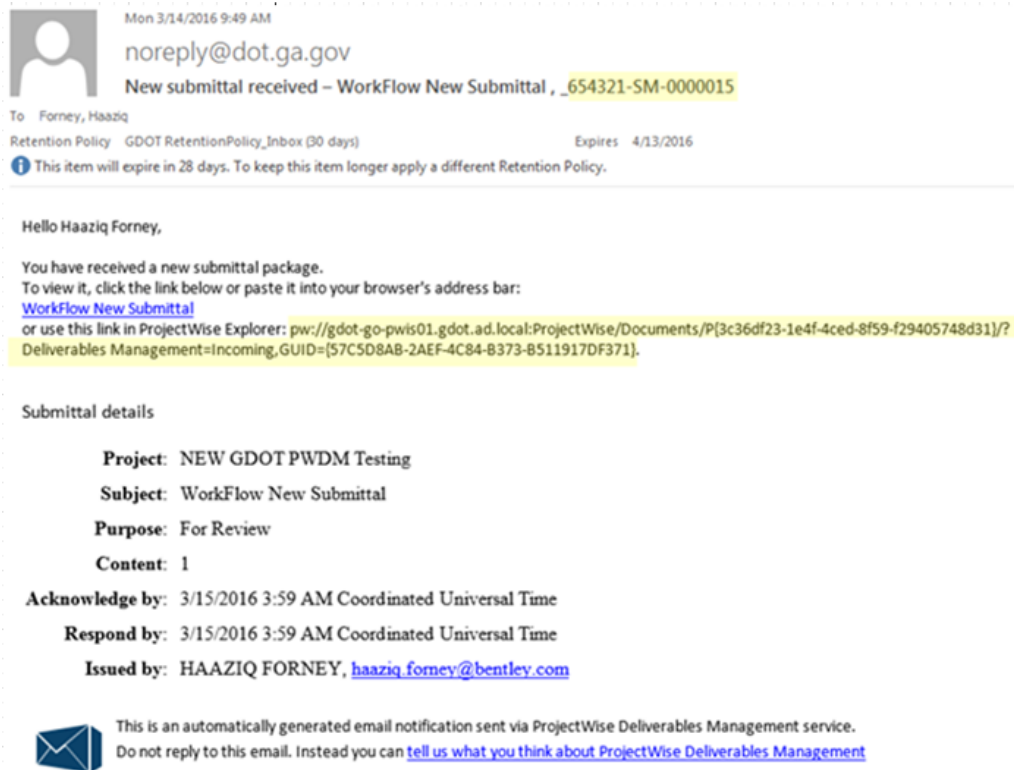 Mon 3/14/2016 9:49 AM
noreply@dot.ga.gov
New submittal received – WorkFlow New Submittal , _654321-SM-0000015
To Forney, Haaziq
Retention Policy GDOT RetentionPolicy_Inbox (30 days) Expires 4/13/2016
This item will expire in 28 days. To keep this item longer apply a different Retention Policy.
Hello Haaziq Forney,
You have received a new submittal package.
To view it, click the link below or paste it into your browser's address bar:
WorkFlow New Submittal
or use this link in ProjectWise Explorer: pw://gdot-go-pwis01.gdot.ad.local:ProjectWise/Documents/P{3c36df23-1e4f-4ced-8f59-f29405748d31}/?
Deliverables Management=Incoming,GUID={57C5D8AB-2AEF-4C84-B373-B511917DF371}.
Submittal details
Project: NEW GDOT PWDM Testing
Subject: WorkFlow New Submittal
Purpose: For Review
Content: 1
Acknowledge by: 3/15/2016 3:59 AM Coordinated Universal Time
Respond by: 3/15/2016 3:59 AM Coordinated Universal Time
Issued by: HAAZIQ FORNEY, haaziq.forney@bentley.com
This is an automatically generated email notification sent via ProjectWise Deliverables Management service.
Do not reply to this email. Instead you can tell us what you think about ProjectWise Deliverables Management